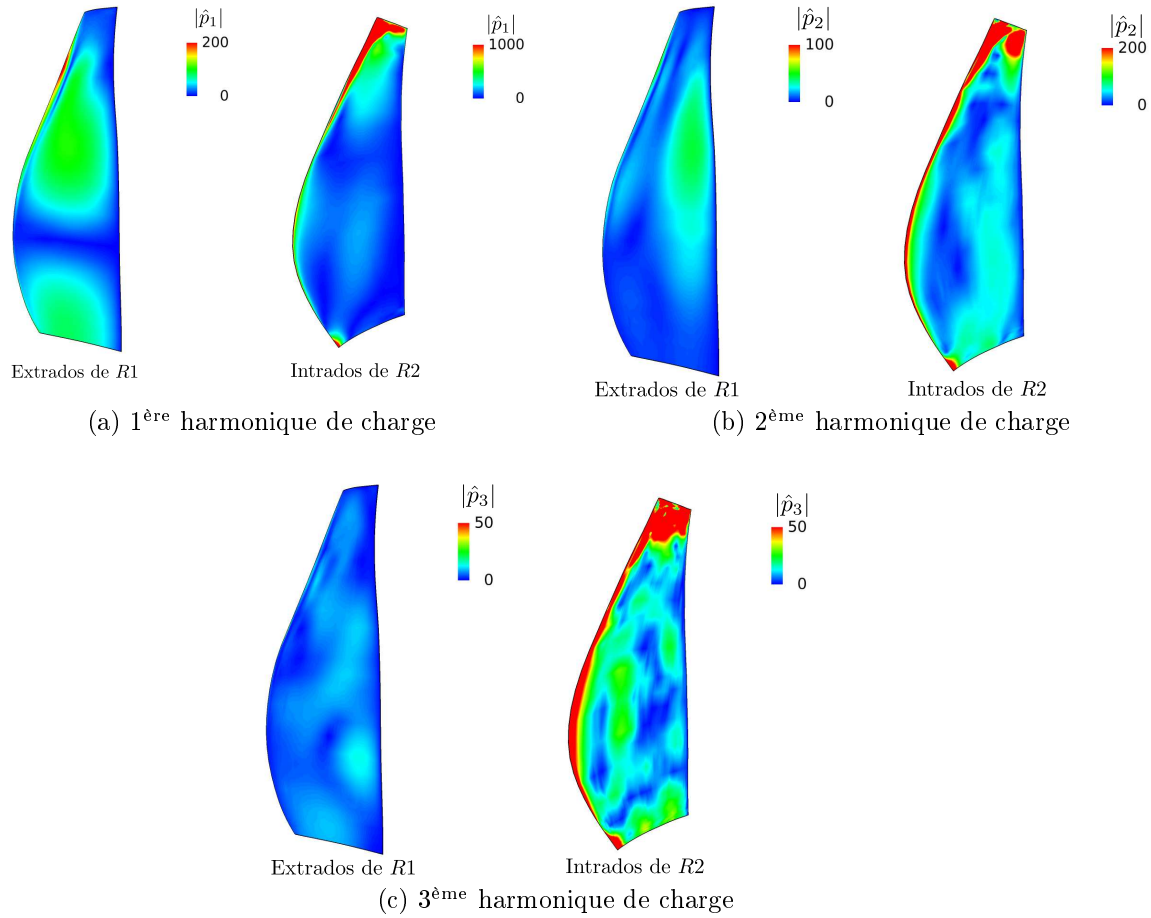 |p̂₁|
200
0
Extrados de R1
|p̂₁|
1000
0
Intrados de R2
(a) 1ère harmonique de charge
|p̂₂|
100
0
Extrados de R1
|p̂₂|
200
0
Intrados de R2
(b) 2ème harmonique de charge
|p̂₃|
50
0
Extrados de R1
|p̂₃|
50
0
Intrados de R2
(c) 3ème harmonique de charge